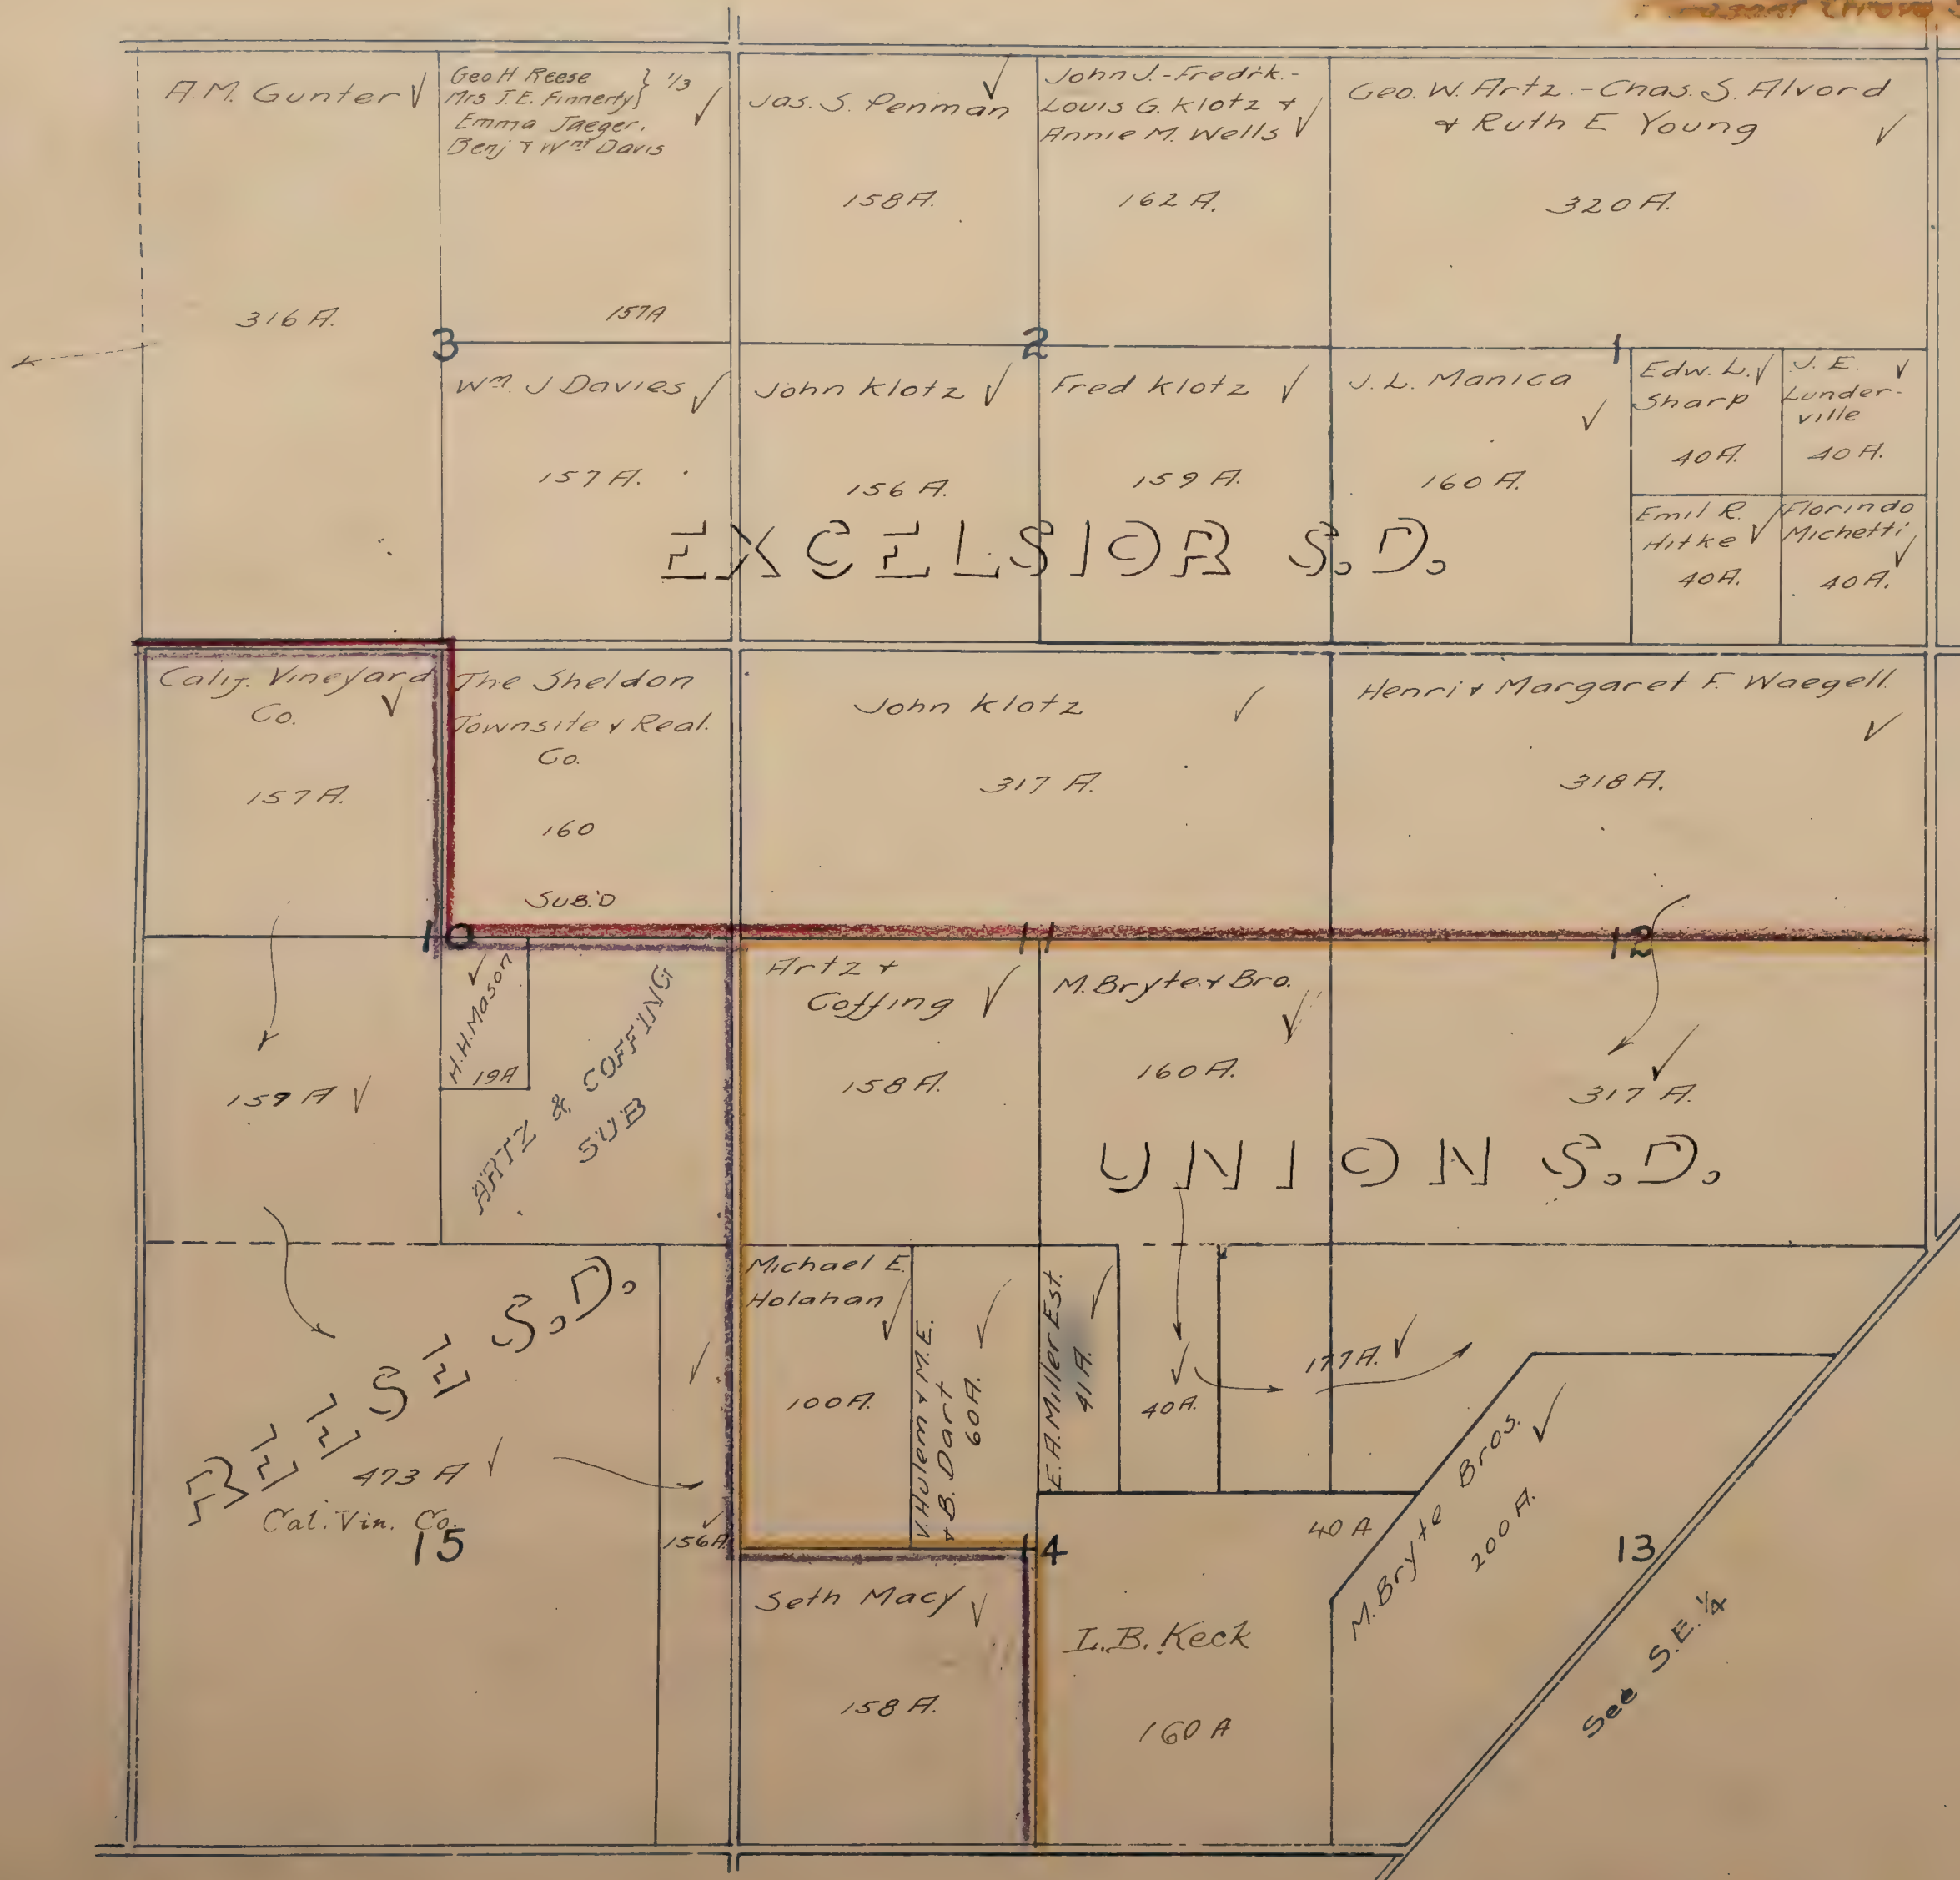 A.M. Gunter
316 A.
Geo H Reese
Mrs J.E. Finnerty} 1/3
Emma Jaeger,
Benj & Wm Davis
157A
Jas. S. Penman
158 A.
John J.-Fredrk.-
Louis G. Klotz &
Annie M. Wells
162 A.
Geo. W. Artz.-Chas. S. Alvord
& Ruth E Young
320 A.
3
2
1
Wm. J Davies
157 A.
John Klotz
156 A.
Fred Klotz
159 A.
J. L. Manica
160 A.
Edw. L.
Sharp
40 A.
J. E.
Lunder-
ville
40 A.
Emil R.
Hitke
40 A.
Florindo
Michetti
40 A.
EXCELSIOR S.D.
Calif. Vineyard
Co.
157 A.
The Sheldon
Townsite & Real.
Co.
160
SUB'D
John Klotz
317 A.
Henri & Margaret F. Waegell
318 A.
10
11
12
159 A
H.H. Mason
19A
ARTZ & COFFING
SUB
Artz &
Coffing
158 A.
M. Bryte & Bro.
160 A.
317 A.
UNION S.D.
REESE S.D.
473 A
Cal. Vin. Co.
15
156A
Michael E.
Holahan
100 A.
V. Hulem & W.E.
& B. Dart
60 A.
E.A. Miller Est.
41 A.
40 A.
177 A.
14
13
Seth Macy
158 A.
40 A
L.B. Keck
160 A
M. Bryte Bros.
200 A.
See S.E. 1/4